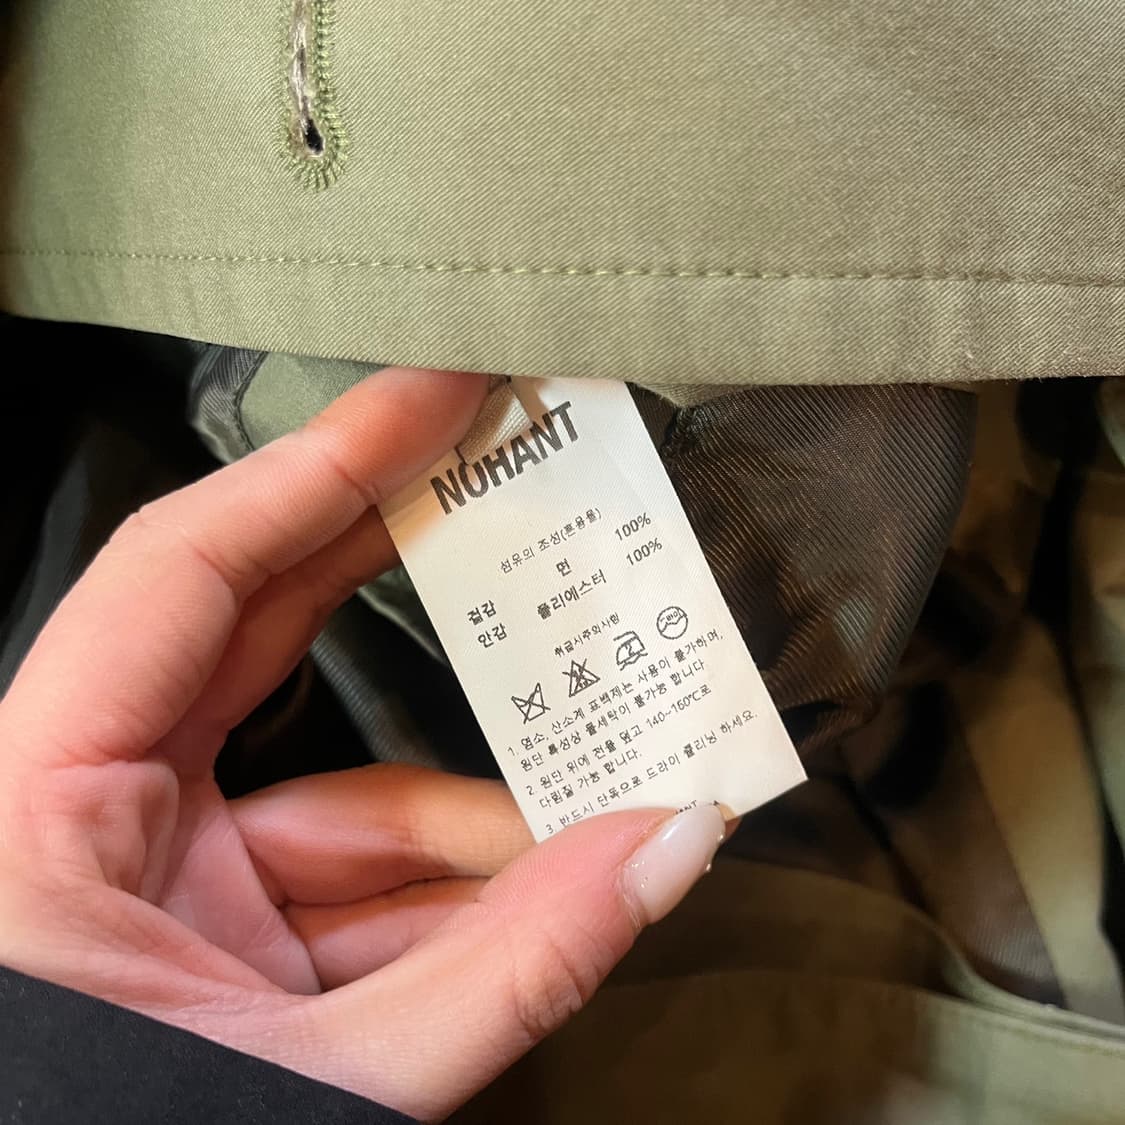 NOHANT
섬유의 조성(혼용율)
겉감 면 100%
안감 폴리에스터 100%
취급시주의사항
1. 염소, 산소계 표백제는 사용이 불가하며,
원단 특성상 물세탁이 불가능 합니다
2. 원단 위에 천을 덮고 140~160℃로
다림질 가능 합니다.
3. 반드시 단독으로 드라이 클리닝 하세요.